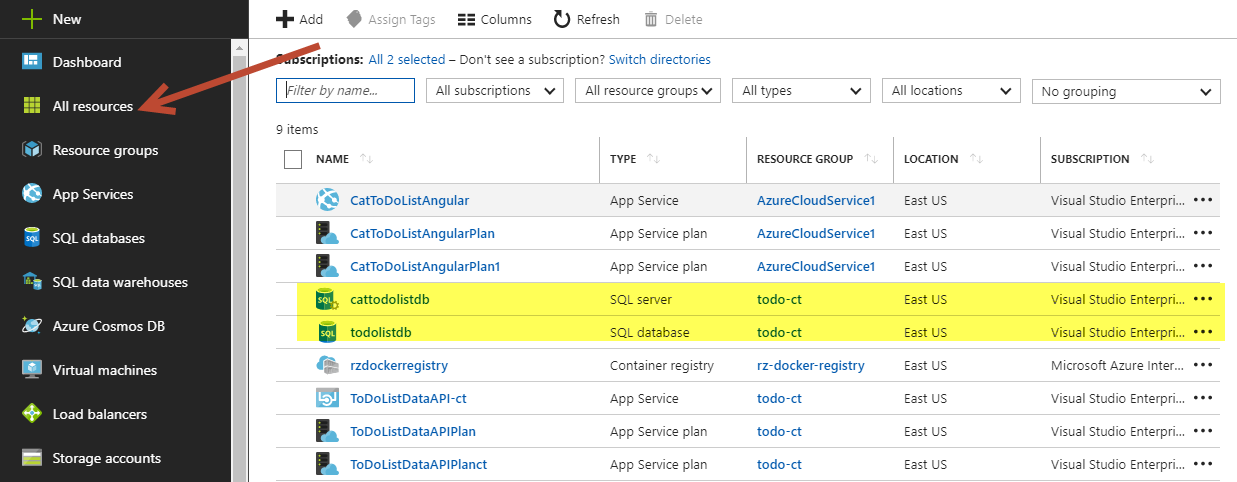 New
Dashboard
All resources
Resource groups
App Services
SQL databases
SQL data warehouses
Azure Cosmos DB
Virtual machines
Load balancers
Storage accounts
Add Assign Tags Columns Refresh Delete
Subscriptions: All 2 selected – Don't see a subscription? Switch directories
Filter by name... All subscriptions All resource groups All types All locations No grouping
9 items
NAME TYPE RESOURCE GROUP LOCATION SUBSCRIPTION
CatToDoListAngular App Service AzureCloudService1 East US Visual Studio Enterpri... •••
CatToDoListAngularPlan App Service plan AzureCloudService1 East US Visual Studio Enterpri... •••
CatToDoListAngularPlan1 App Service plan AzureCloudService1 East US Visual Studio Enterpri... •••
SQL cattodolistdb SQL server todo-ct East US Visual Studio Enterpri... •••
SQL todolistdb SQL database todo-ct East US Visual Studio Enterpri... •••
rzdockerregistry Container registry rz-docker-registry East US Microsoft Azure Inter... •••
ToDoListDataAPI-ct App Service todo-ct East US Visual Studio Enterpri... •••
ToDoListDataAPIPlan App Service plan todo-ct East US Visual Studio Enterpri... •••
ToDoListDataAPIPlanct App Service plan todo-ct East US Visual Studio Enterpri... •••